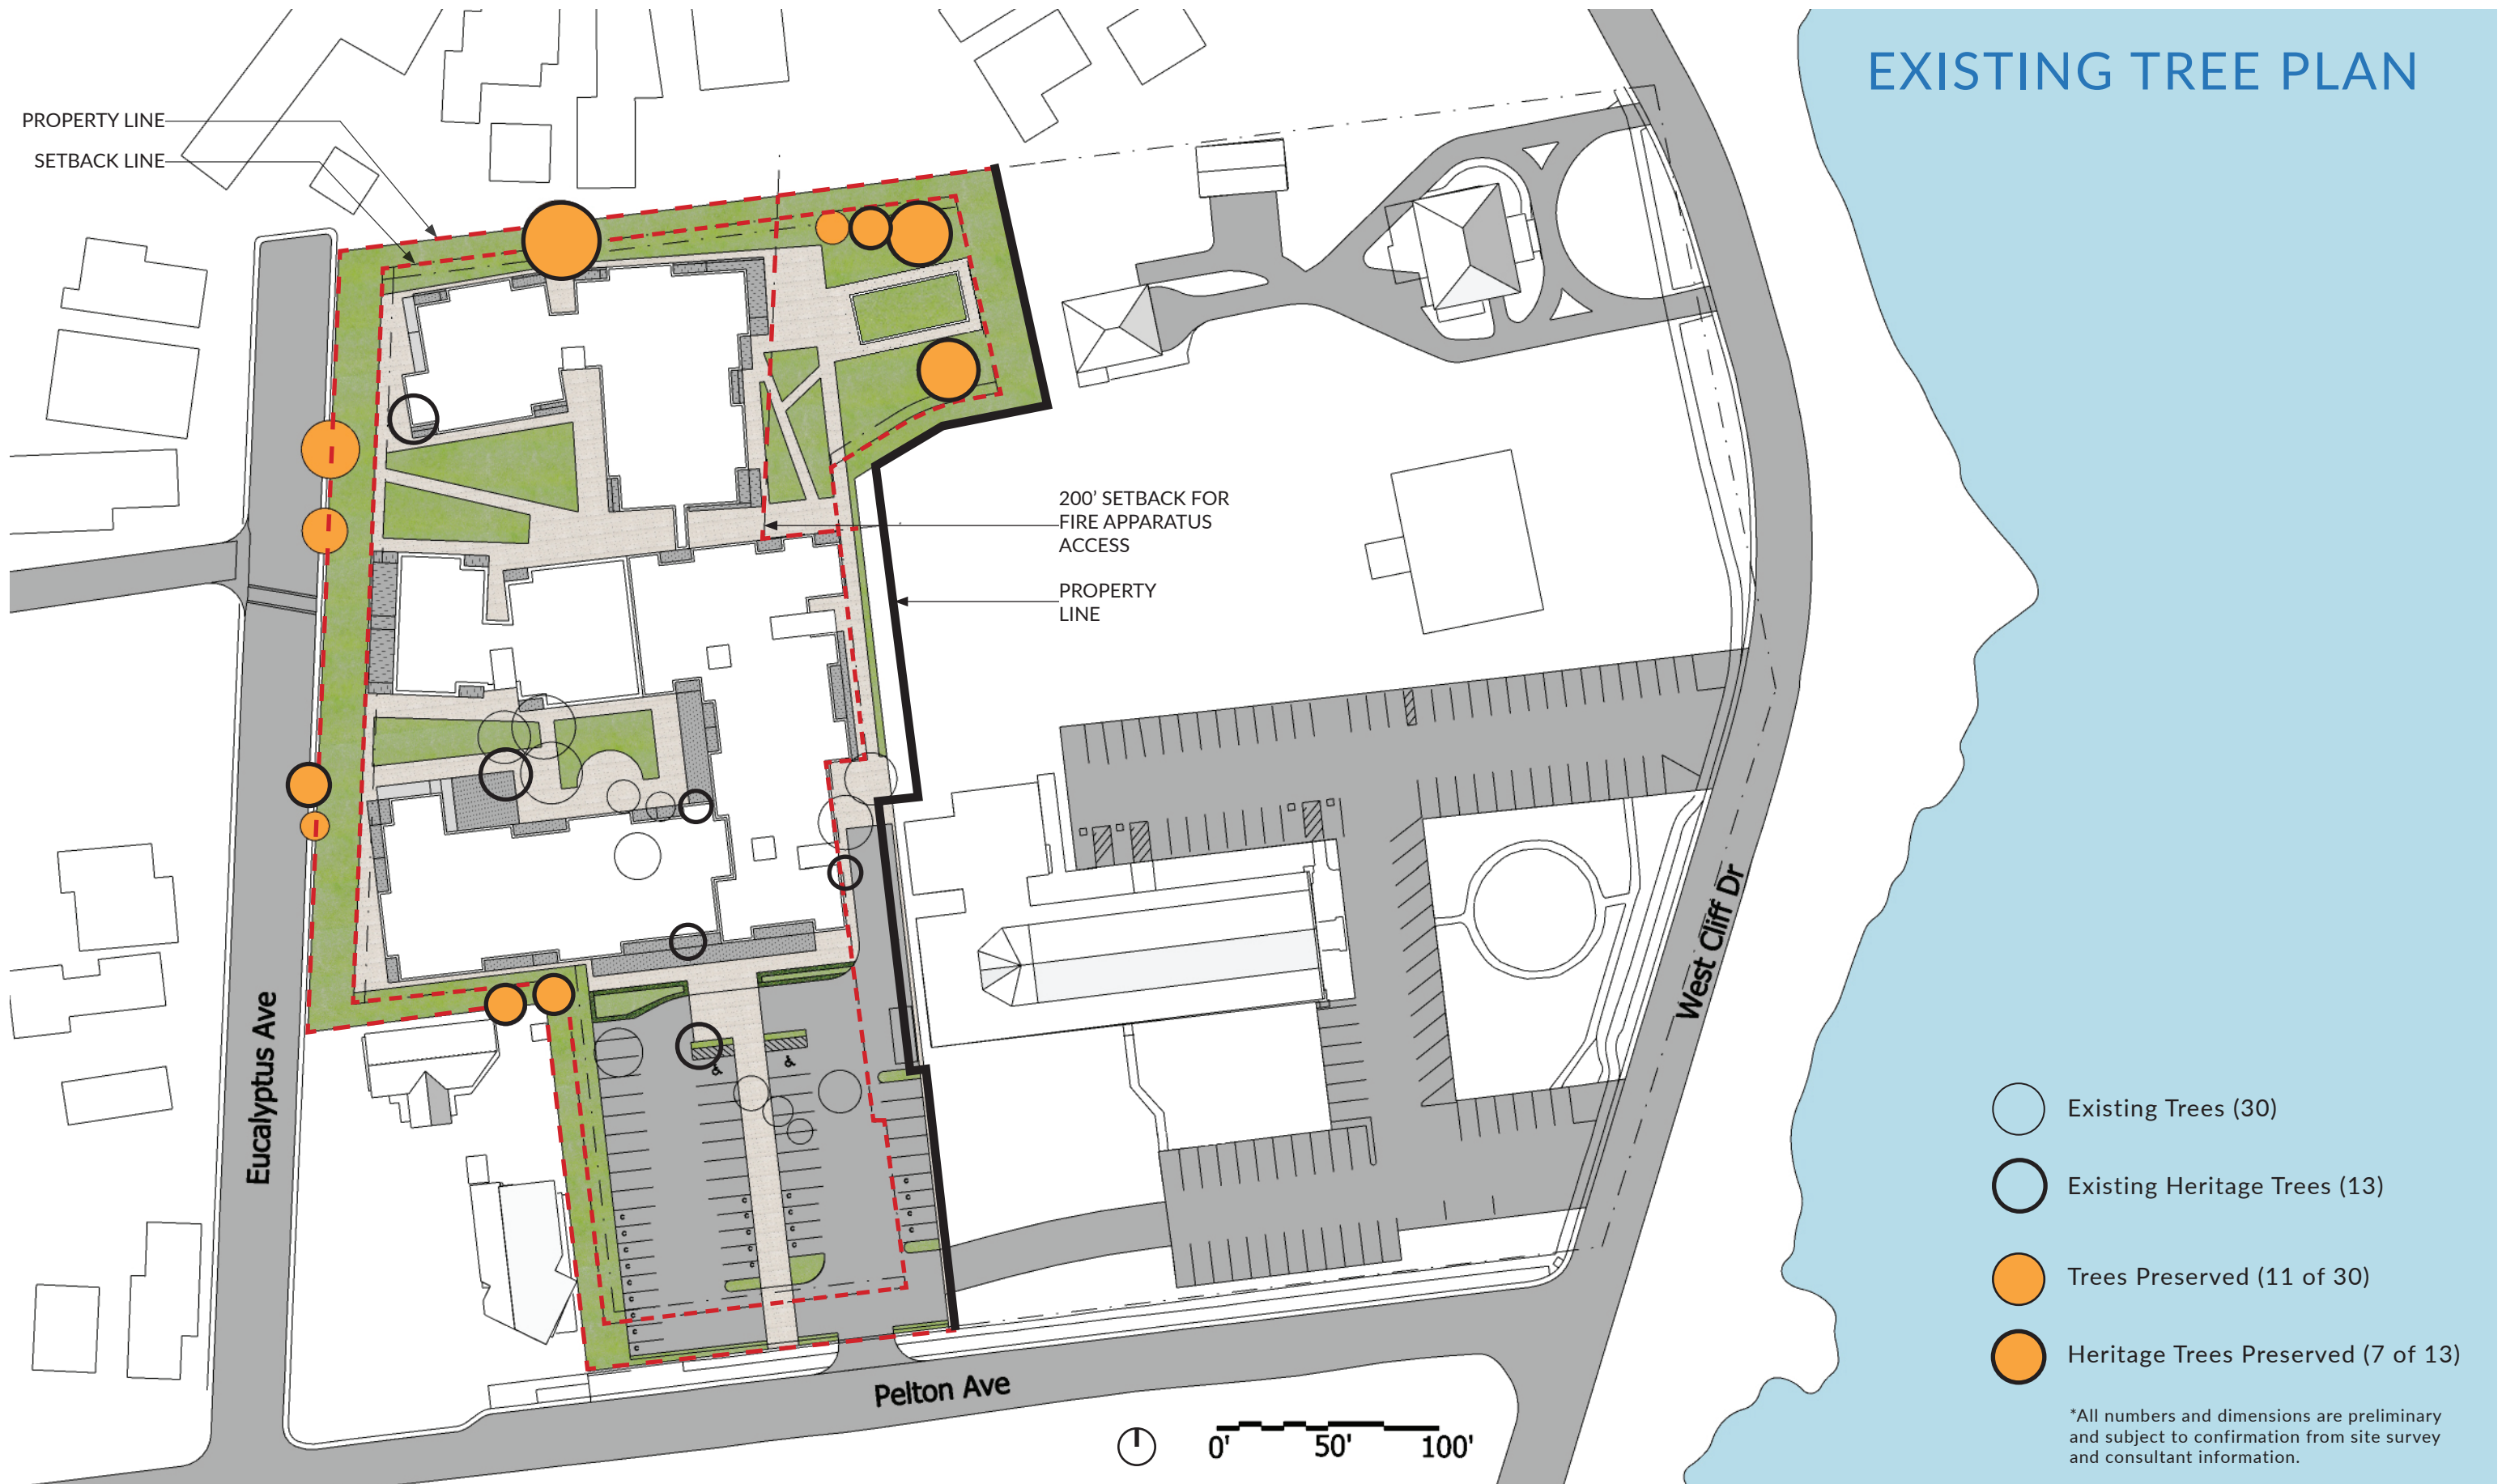 EXISTING TREE PLAN
PROPERTY LINE
SETBACK LINE
200’ SETBACK FOR
FIRE APPARATUS
ACCESS
PROPERTY
LINE
West Cliff Dr
Eucalyptus Ave
Pelton Ave
0' 50' 100'
Existing Trees (30)
Existing Heritage Trees (13)
Trees Preserved (11 of 30)
Heritage Trees Preserved (7 of 13)
*All numbers and dimensions are preliminary
and subject to confirmation from site survey
and consultant information.